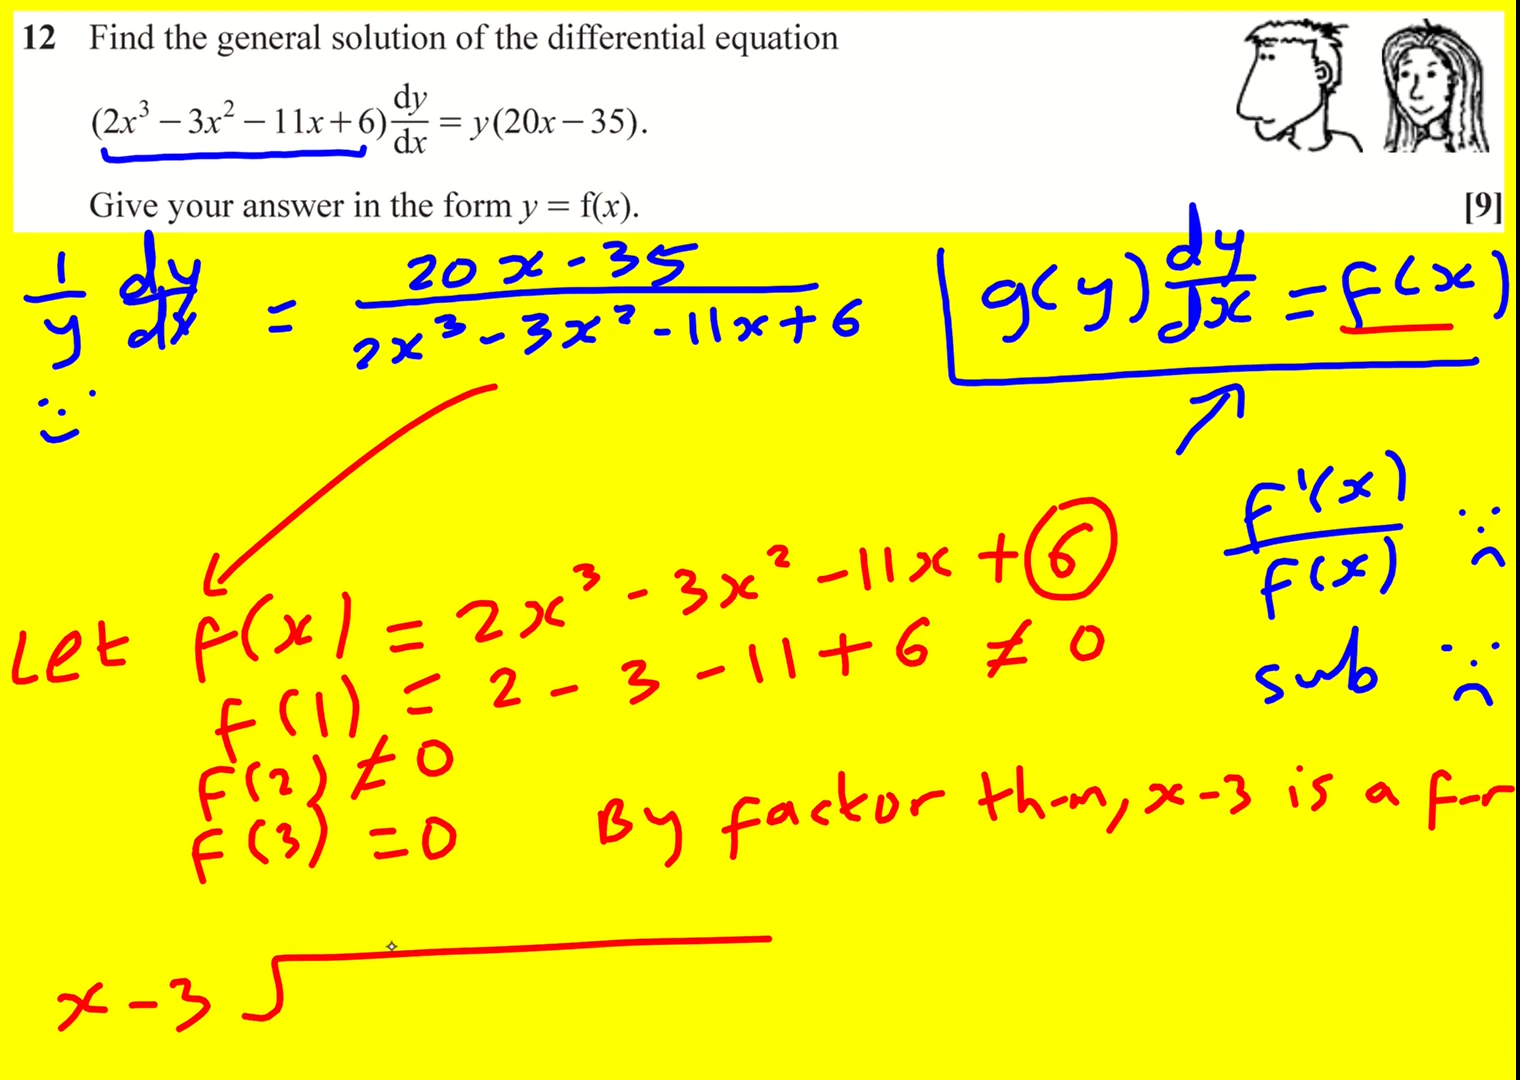 12 Find the general solution of the differential equation
(2x³ − 3x² − 11x + 6) dy/dx = y(20x − 35).
Give your answer in the form y = f(x). [9]
1/y dy/dx = (20x - 35)/(2x³ - 3x² - 11x + 6)
g(y) dy/dx = f(x)
f'(x)/f(x)
sub
Let f(x) = 2x³ - 3x² - 11x + 6
f(1) = 2 - 3 - 11 + 6 ≠ 0
f(2) ≠ 0
f(3) = 0
By factor th-m, x-3 is a f-r
x - 3